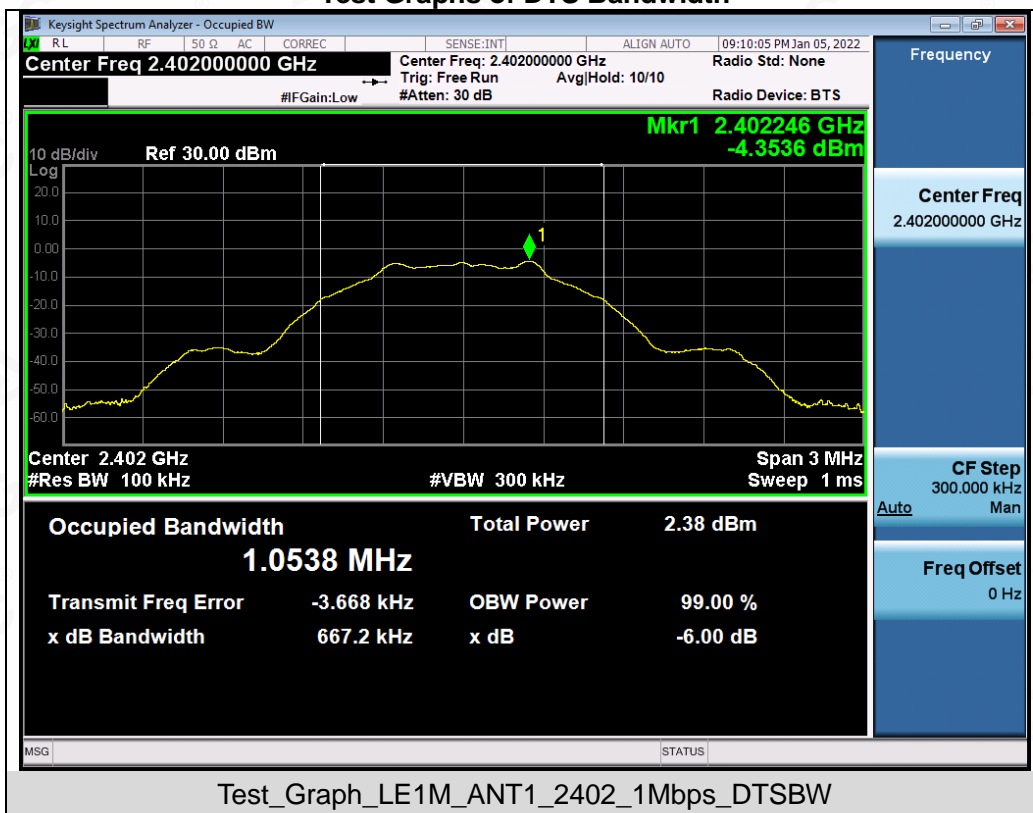 Test Graphs of DTS Bandwidth
Keysight Spectrum Analyzer - Occupied BW
LXI RL RF 50 Ω AC CORREC SENSE:INT ALIGN AUTO 09:10:05 PM Jan 05, 2022
Center Freq 2.402000000 GHz
Center Freq: 2.402000000 GHz
Radio Std: None
Trig: Free Run Avg|Hold: 10/10
#IFGain:Low #Atten: 30 dB Radio Device: BTS
Frequency
Mkr1 2.402246 GHz
-4.3536 dBm
10 dB/div Ref 30.00 dBm
Log
20.0
10.0
0.00
-10.0
-20.0
-30.0
-40.0
-50.0
-60.0
1
Center 2.402 GHz Span 3 MHz
#Res BW 100 kHz #VBW 300 kHz Sweep 1 ms
Center Freq
2.402000000 GHz
CF Step
300.000 kHz
Auto Man
Freq Offset
0 Hz
Occupied Bandwidth Total Power 2.38 dBm
1.0538 MHz
Transmit Freq Error -3.668 kHz OBW Power 99.00 %
x dB Bandwidth 667.2 kHz x dB -6.00 dB
MSG STATUS
Test_Graph_LE1M_ANT1_2402_1Mbps_DTSBW